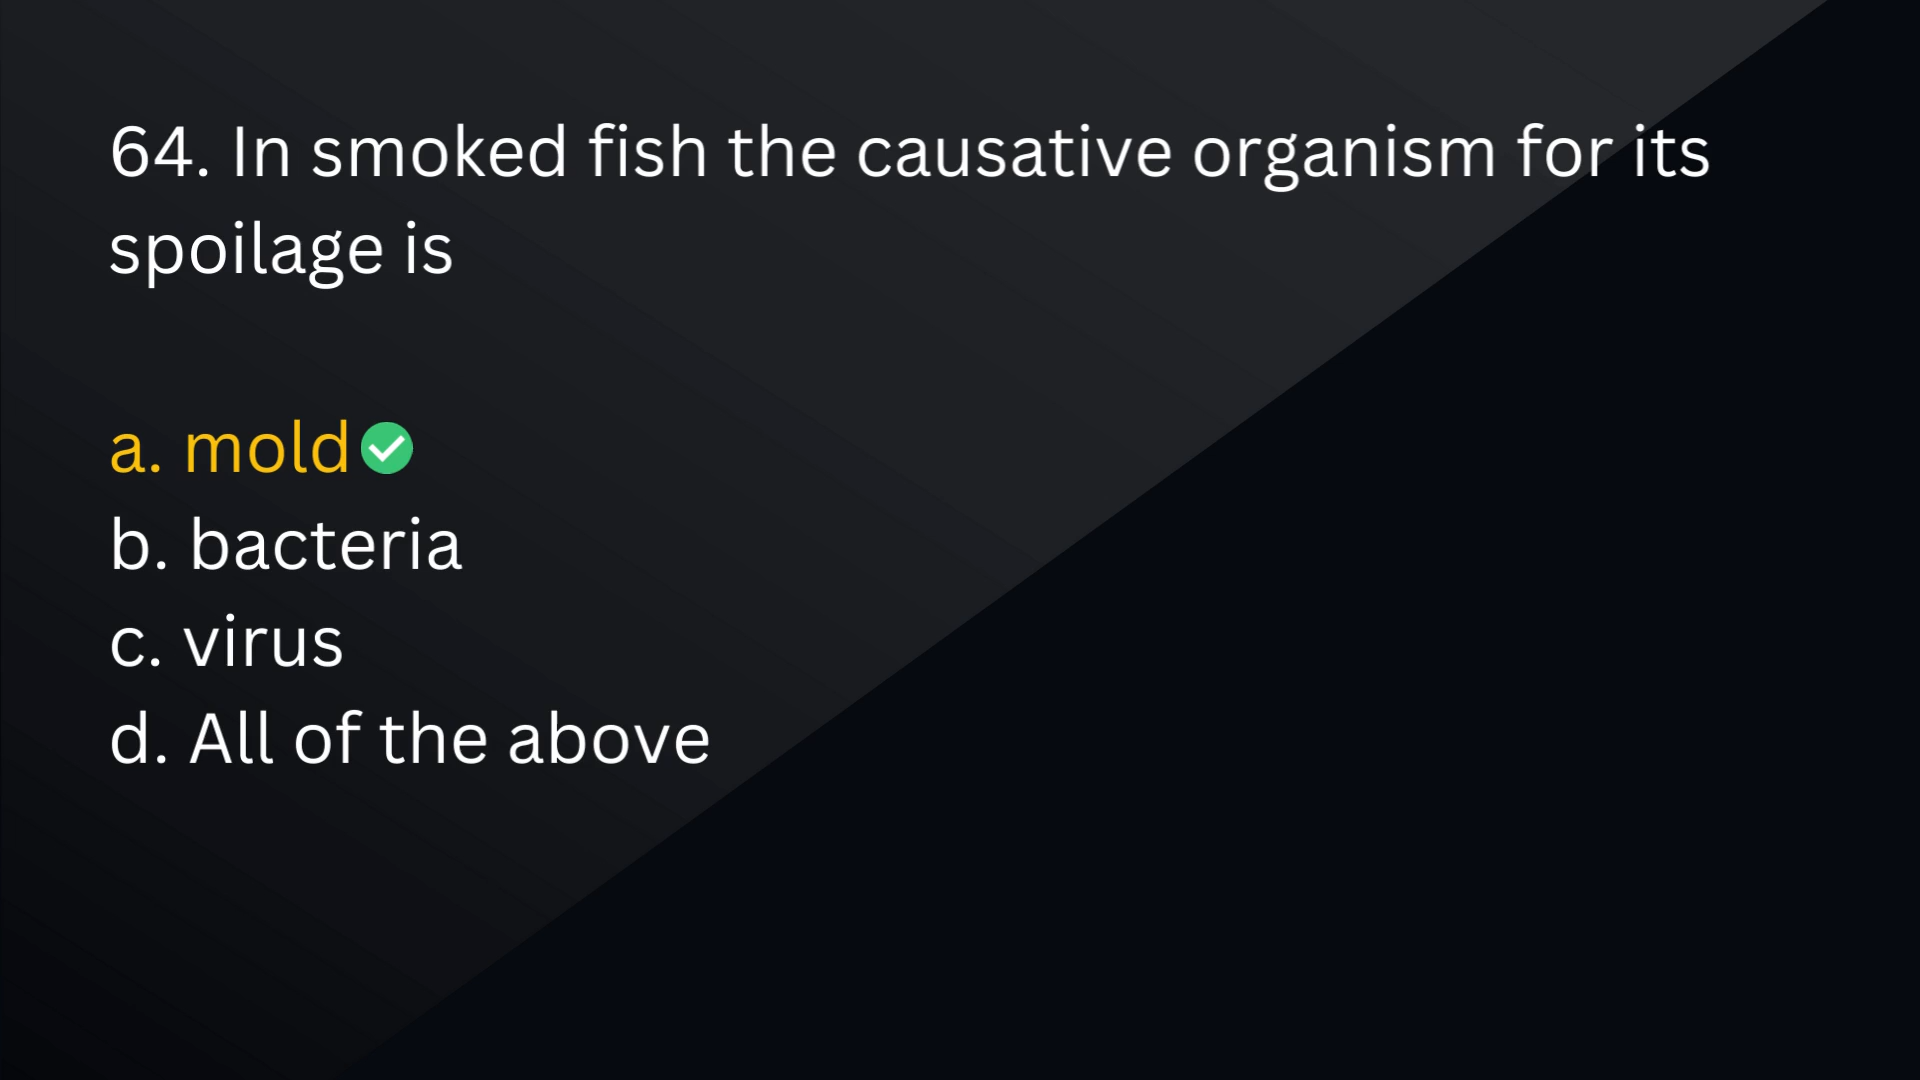 64. In smoked fish the causative organism for its
spoilage is
a. mold✅
b. bacteria
c. virus
d. All of the above